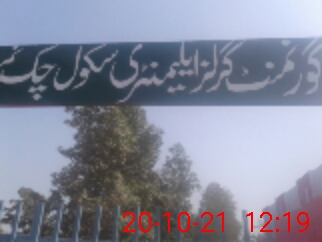 گورنمنٹ گرلز ایلیمنٹری سکول چک
20-10-21 12:19